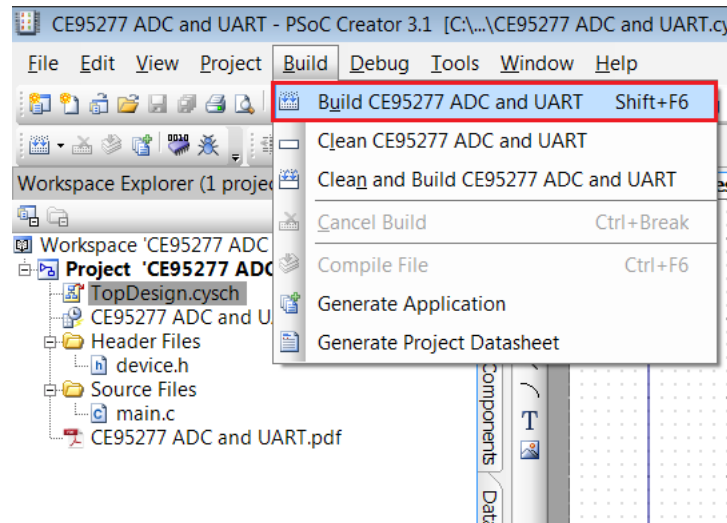 CE95277 ADC and UART - PSoC Creator 3.1 [C:\...\CE95277 ADC and UART.cy
File Edit View Project Build Debug Tools Window Help
Build CE95277 ADC and UART Shift+F6
Clean CE95277 ADC and UART
Workspace Explorer (1 projec
Clean and Build CE95277 ADC and UART
Cancel Build Ctrl+Break
Workspace 'CE95277 ADC
Project 'CE95277 ADC
Compile File Ctrl+F6
TopDesign.cysch
CE95277 ADC and U
Generate Application
Header Files
Generate Project Datasheet
device.h
Source Files
main.c
CE95277 ADC and UART.pdf
Components
T
Data